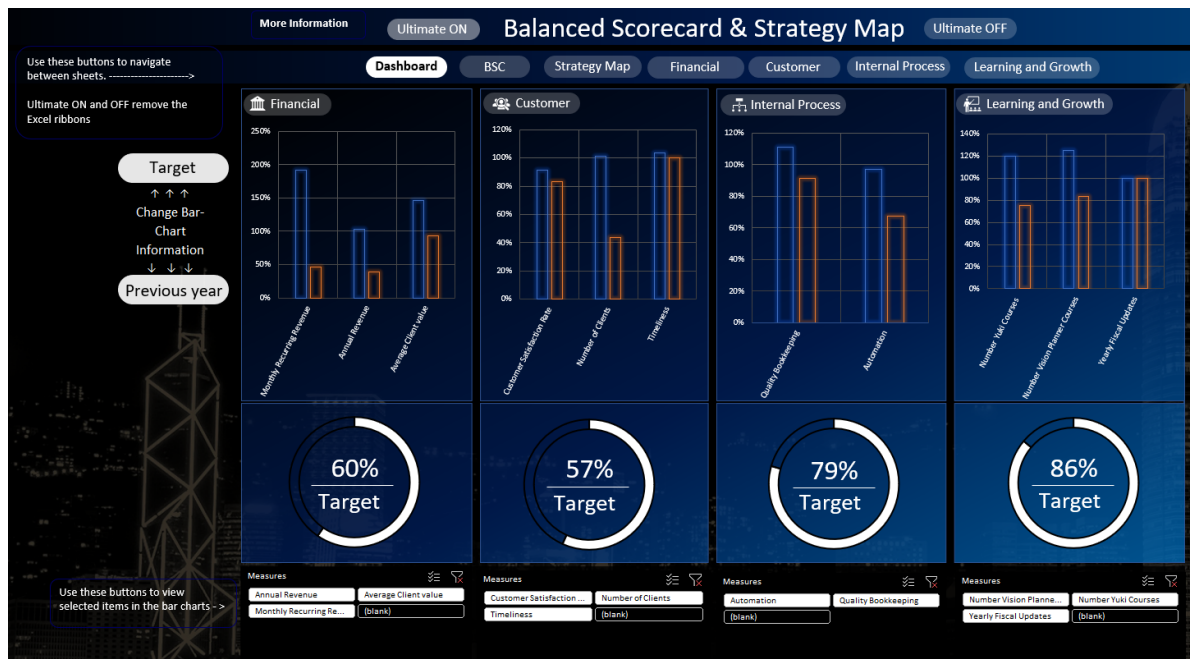 More Information
Ultimate ON
Balanced Scorecard & Strategy Map
Ultimate OFF
Use these buttons to navigate
between sheets. ---------------------->
Ultimate ON and OFF remove the
Excel ribbons
Dashboard
BSC
Strategy Map
Financial
Customer
Internal Process
Learning and Growth
Target
↑ ↑ ↑
Change Bar-
Chart
Information
↓ ↓ ↓
Previous year
Financial
250%
200%
150%
100%
50%
0%
Monthly Recurring Revenue
Annual Revenue
Average Client value
Customer
120%
100%
80%
60%
40%
20%
0%
Customer Satisfaction Rate
Number of Clients
Timeliness
Internal Process
120%
100%
80%
60%
40%
20%
0%
Quality Bookkeeping
Automation
Learning and Growth
140%
120%
100%
80%
60%
40%
20%
0%
Number Yuki Courses
Number Vision Planner Courses
Yearly Fiscal Updates
60%
Target
57%
Target
79%
Target
86%
Target
Use these buttons to view
selected items in the bar charts - >
Measures
Annual Revenue
Average Client value
Monthly Recurring Re...
(blank)
Measures
Customer Satisfaction ...
Number of Clients
Timeliness
(blank)
Measures
Automation
Quality Bookkeeping
(blank)
Measures
Number Vision Planne...
Number Yuki Courses
Yearly Fiscal Updates
(blank)